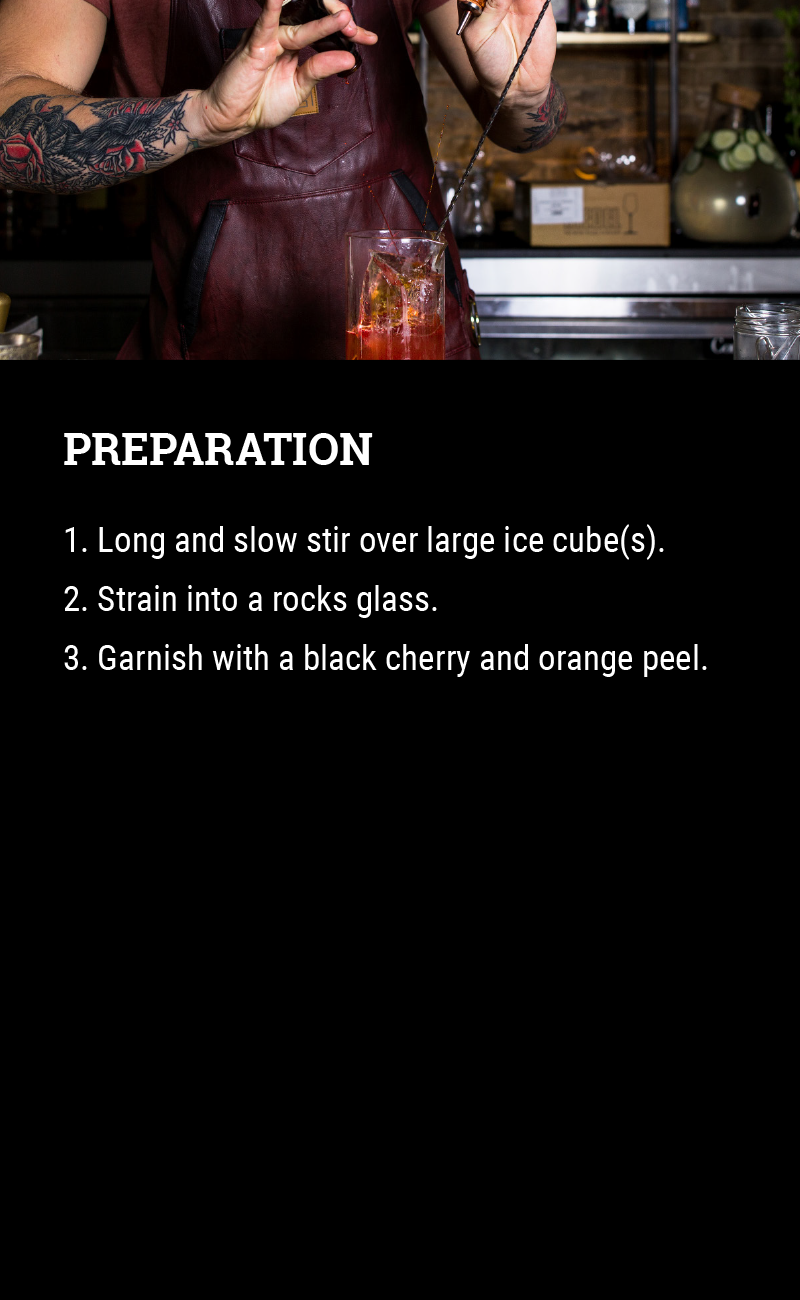 PREPARATION
1. Long and slow stir over large ice cube(s).
2. Strain into a rocks glass.
3. Garnish with a black cherry and orange peel.